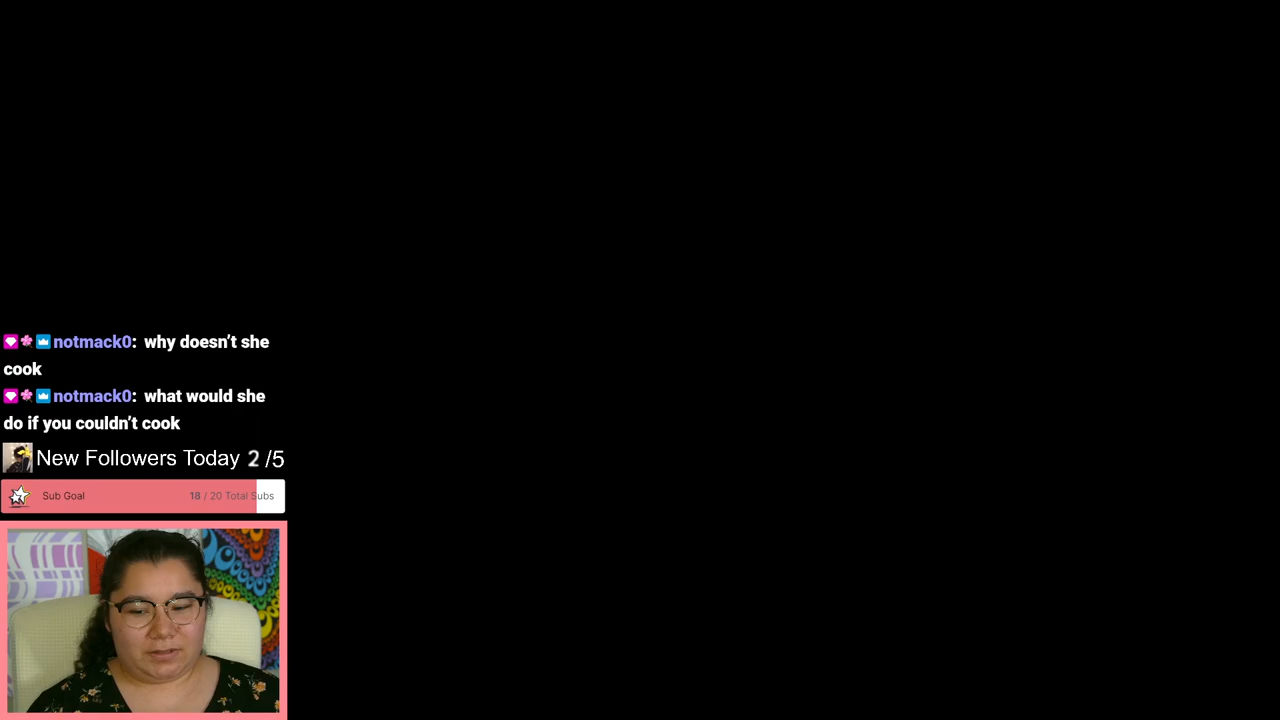 notmack0: why doesn't she
cook
notmack0: what would she
do if you couldn't cook
New Followers Today 2 /5
Sub Goal 18 / 20 Total Subs